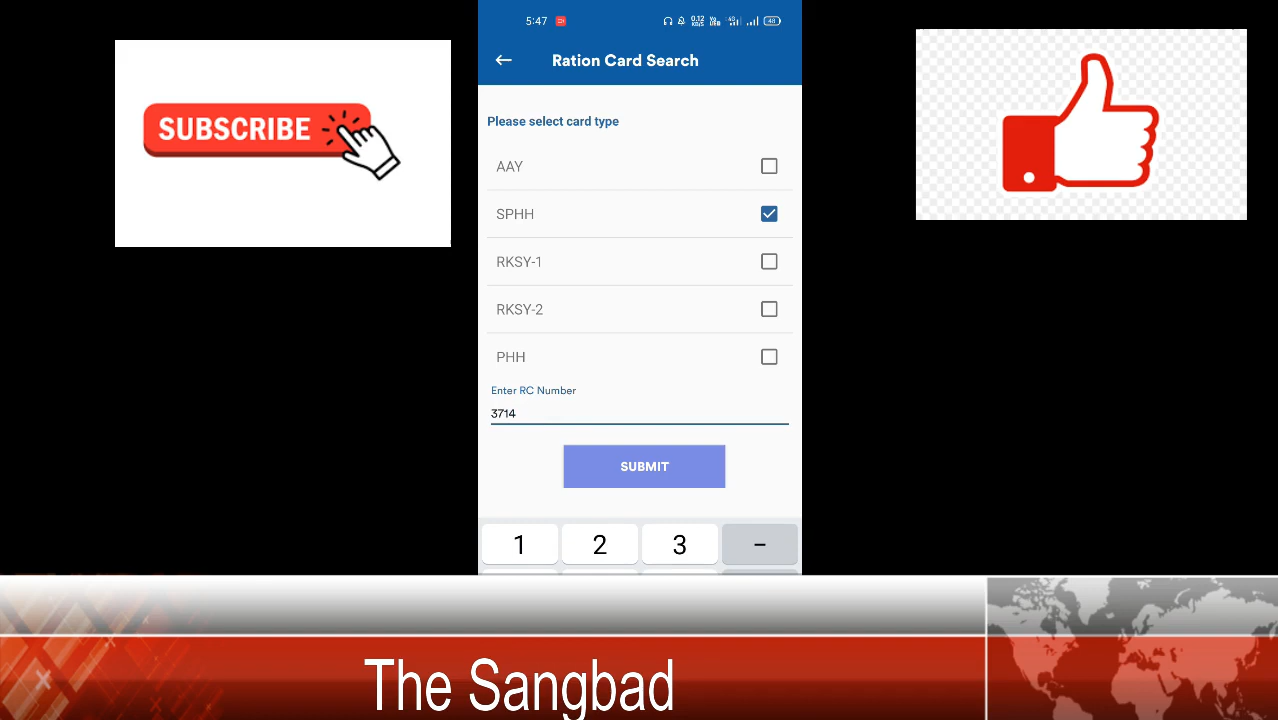 SUBSCRIBE
5:47
48
Ration Card Search
Please select card type
AAY
SPHH
RKSY-1
RKSY-2
PHH
Enter RC Number
3714
SUBMIT
1 2 3 –
The Sangbad